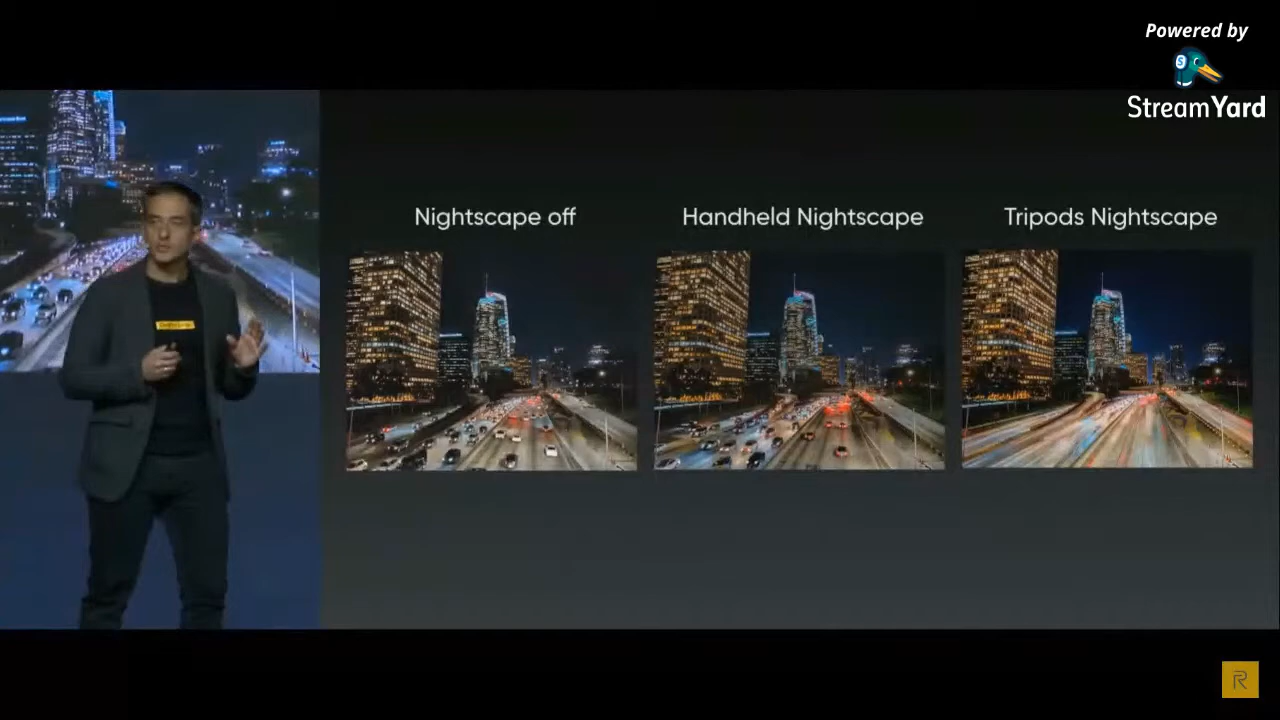 Powered by
StreamYard
Nightscape off
Handheld Nightscape
Tripods Nightscape
R